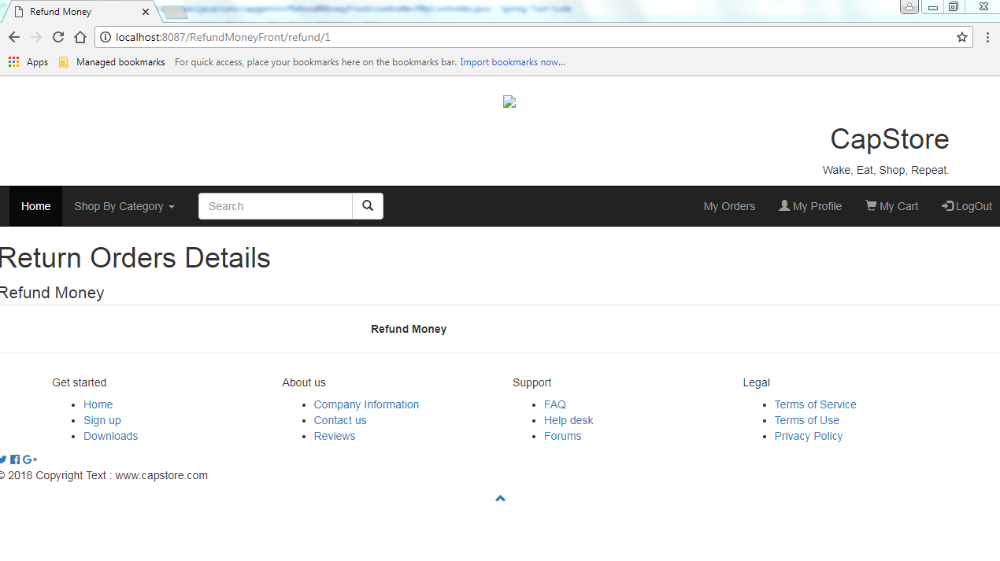 Refund Money
localhost:8087/RefundMoneyFront/refund/1
Apps Managed bookmarks For quick access, place your bookmarks here on the bookmarks bar. Import bookmarks now...
CapStore
Wake, Eat, Shop, Repeat.
Home Shop By Category Search My Orders My Profile My Cart LogOut
Return Orders Details
Refund Money
Refund Money
Get started
Home
Sign up
Downloads
About us
Company Information
Contact us
Reviews
Support
FAQ
Help desk
Forums
Legal
Terms of Service
Terms of Use
Privacy Policy
© 2018 Copyright Text : www.capstore.com